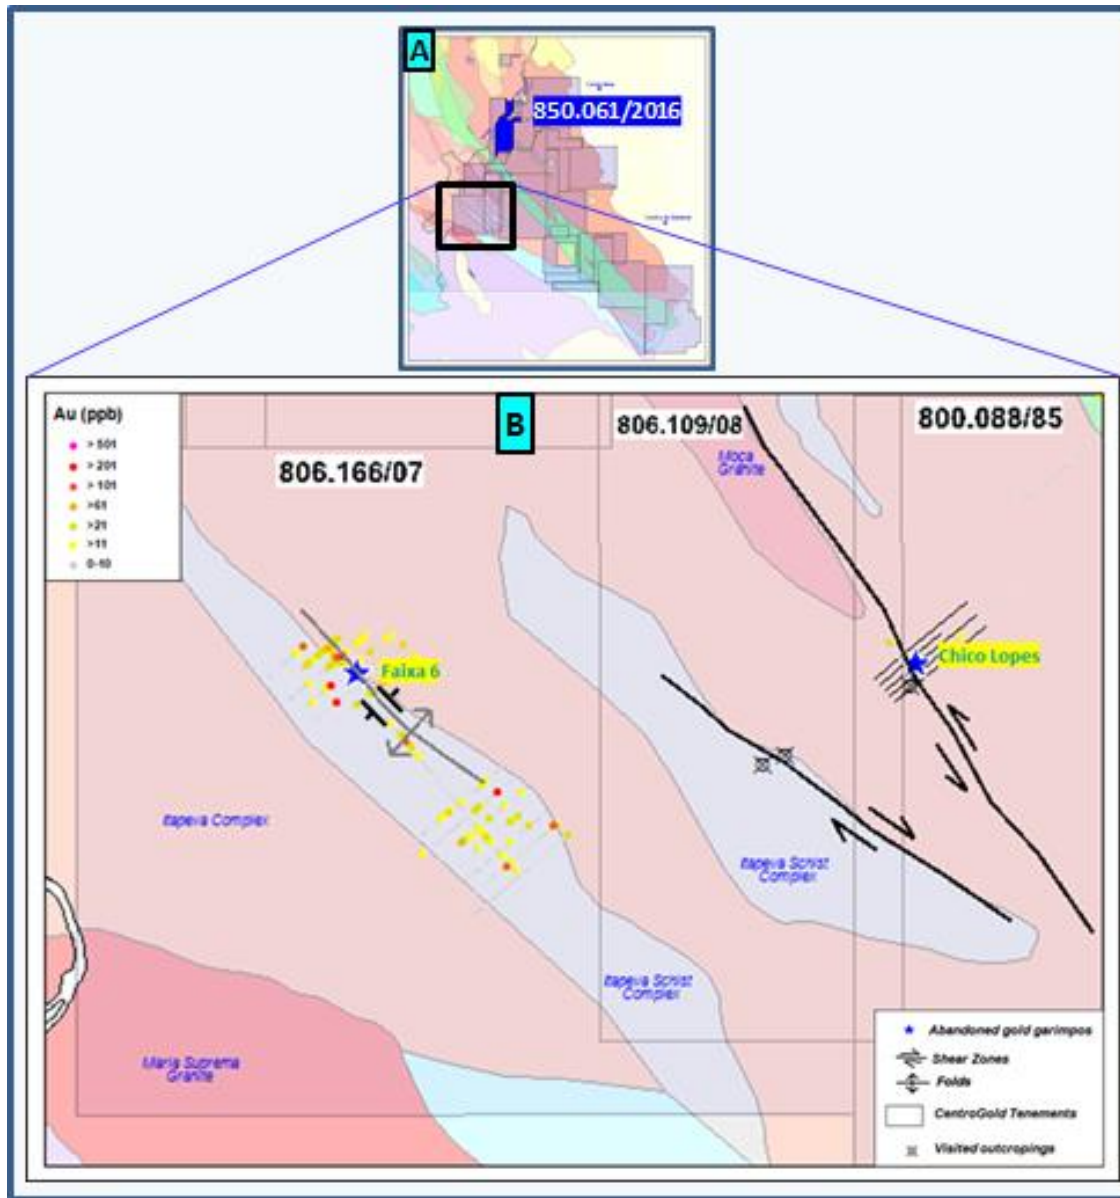 A
850.061/2016
Au (ppb)
> 501
> 201
> 101
>51
>21
>11
0-10
B
806.166/07
806.109/08
800.088/85
Moca
Granite
Faixa 6
Chico Lopes
Itapeva Complex
Itapeva Schist
Complex
Itapeva Schist
Complex
Maria Suprema
Granite
Abandoned gold garimpos
Shear Zones
Folds
CentroGold Tenements
Visited outcropings